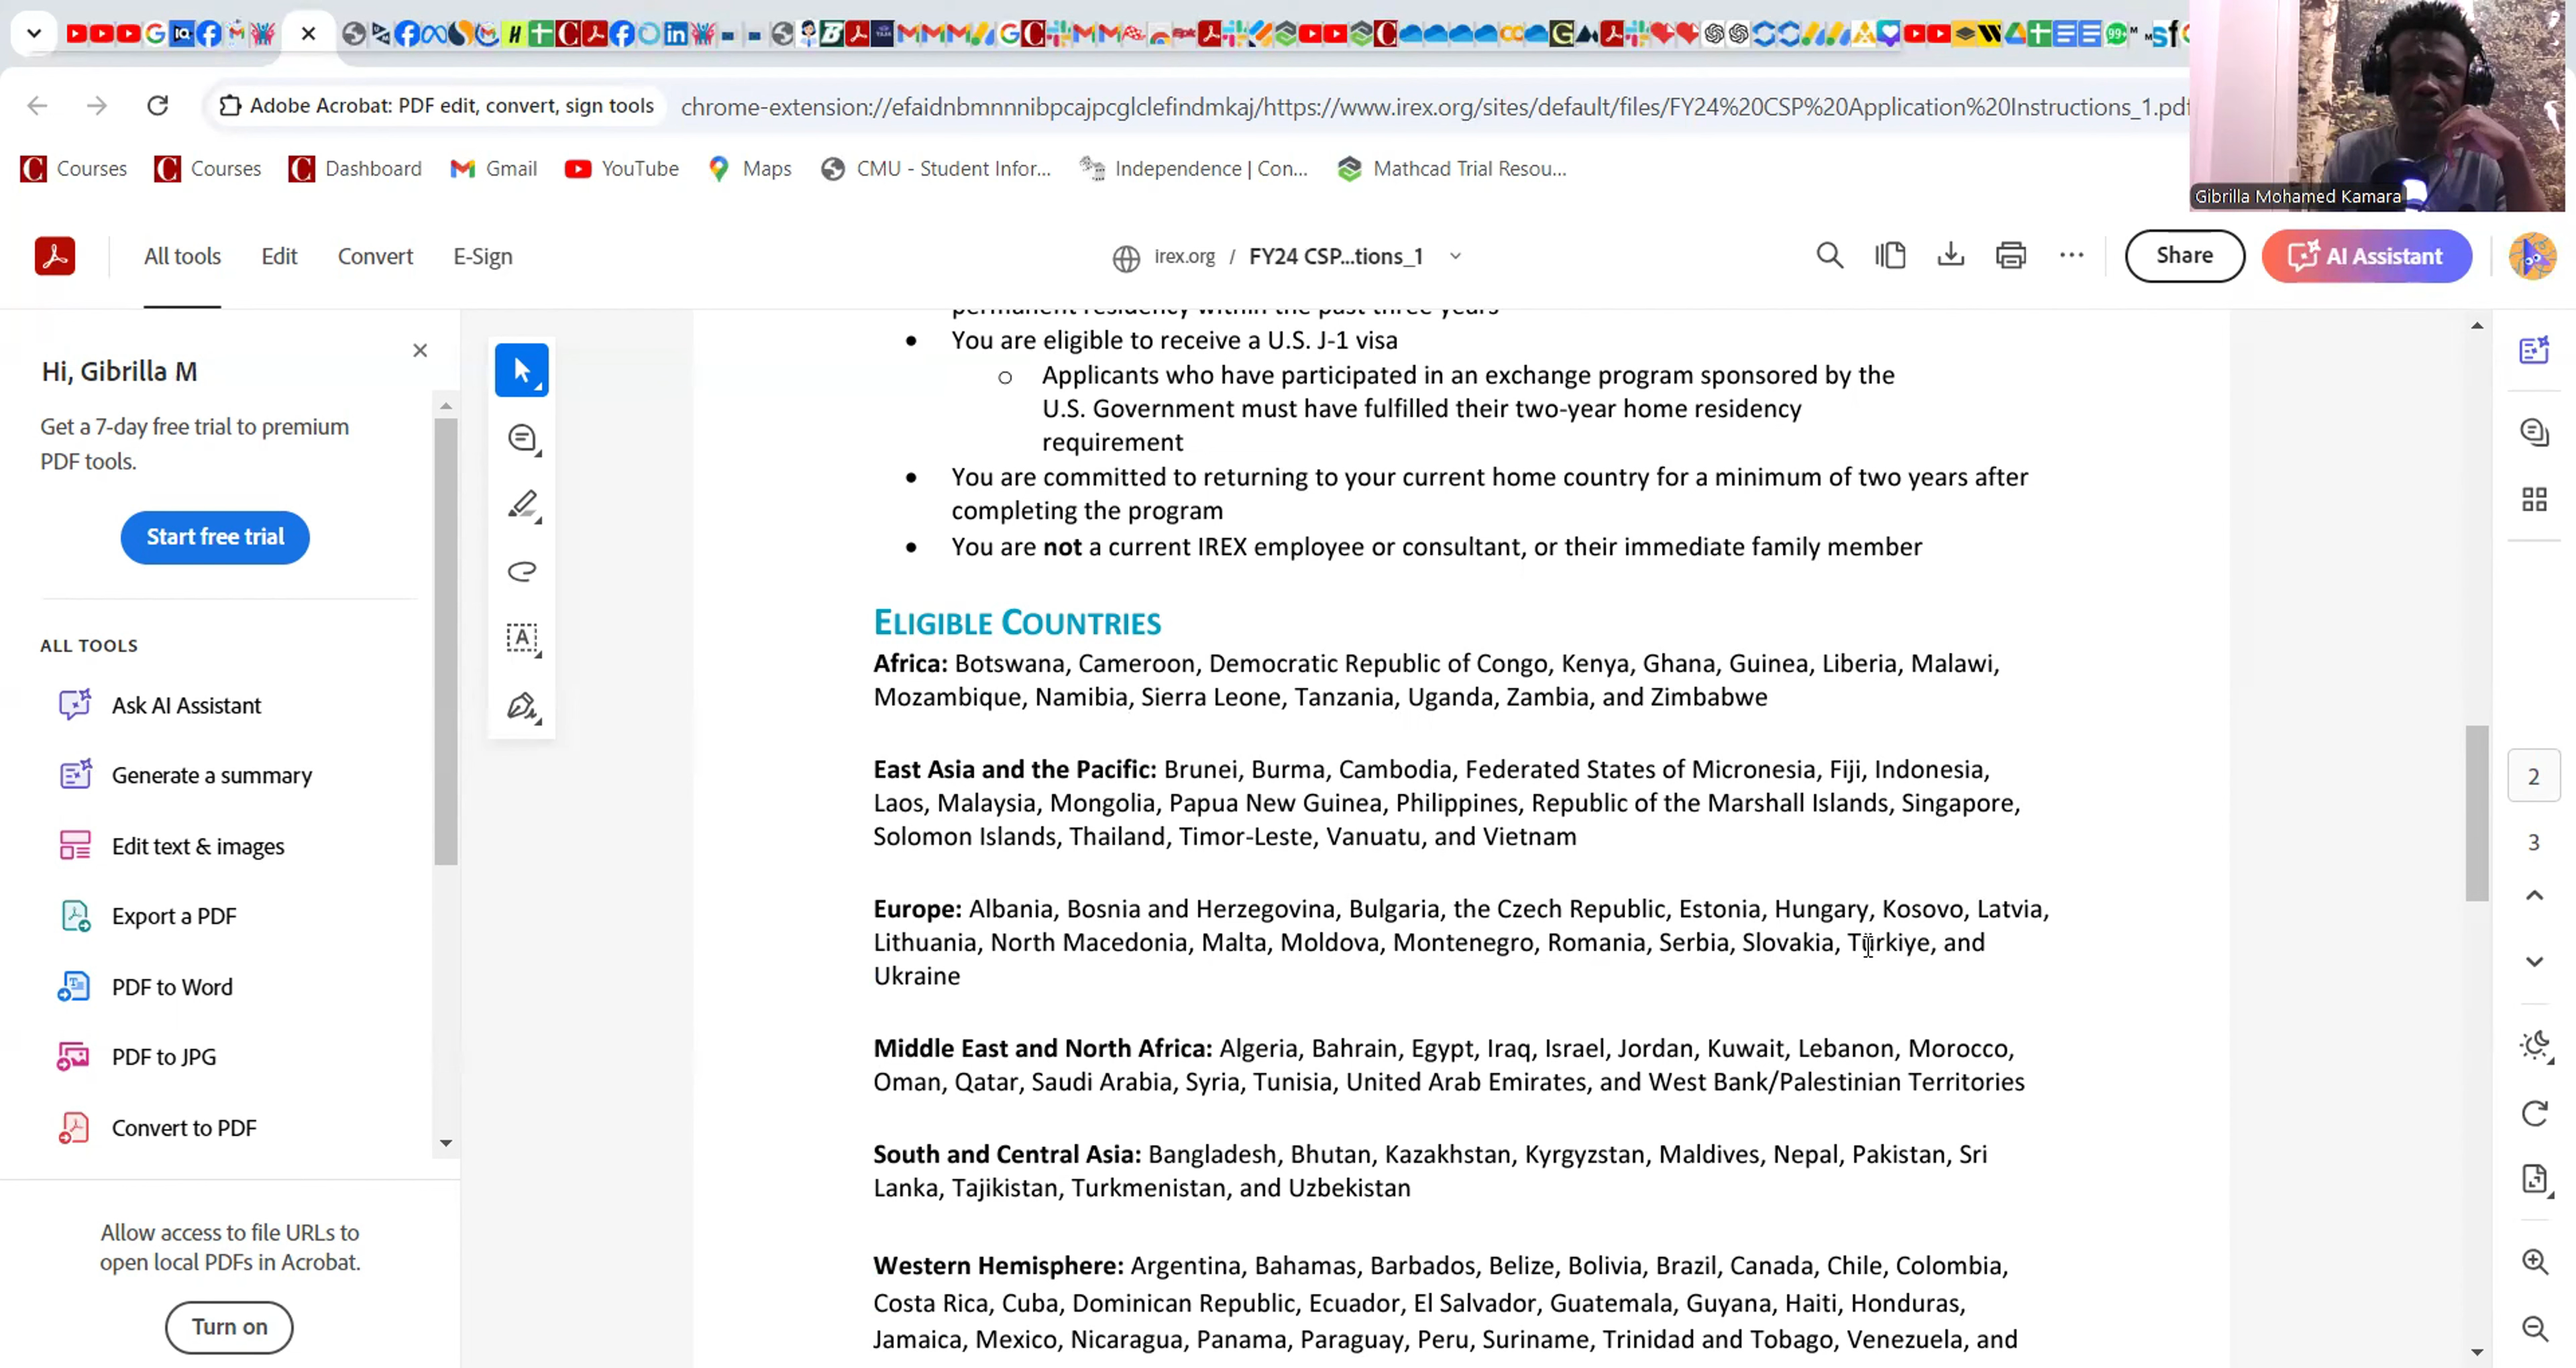 Adobe Acrobat: PDF edit, convert, sign tools
chrome-extension://efaidnbmnnnibpcajpcglclefindmkaj/https://www.irex.org/sites/default/files/FY24%20CSP%20Application%20Instructions_1.pdf
Courses
Courses
Dashboard
Gmail
YouTube
Maps
CMU - Student Infor...
Independence | Con...
Mathcad Trial Resou...
Gibrilla Mohamed Kamara
All tools
Edit
Convert
E-Sign
irex.org / FY24 CSP...tions_1
Share
AI Assistant
Hi, Gibrilla M
Get a 7-day free trial to premium
PDF tools.
Start free trial
ALL TOOLS
Ask AI Assistant
Generate a summary
Edit text & images
Export a PDF
PDF to Word
PDF to JPG
Convert to PDF
Allow access to file URLs to
open local PDFs in Acrobat.
Turn on
permanent residency within the past three years
• You are eligible to receive a U.S. J-1 visa
o Applicants who have participated in an exchange program sponsored by the
U.S. Government must have fulfilled their two-year home residency
requirement
• You are committed to returning to your current home country for a minimum of two years after
completing the program
• You are not a current IREX employee or consultant, or their immediate family member
ELIGIBLE COUNTRIES
Africa: Botswana, Cameroon, Democratic Republic of Congo, Kenya, Ghana, Guinea, Liberia, Malawi,
Mozambique, Namibia, Sierra Leone, Tanzania, Uganda, Zambia, and Zimbabwe
East Asia and the Pacific: Brunei, Burma, Cambodia, Federated States of Micronesia, Fiji, Indonesia,
Laos, Malaysia, Mongolia, Papua New Guinea, Philippines, Republic of the Marshall Islands, Singapore,
Solomon Islands, Thailand, Timor-Leste, Vanuatu, and Vietnam
Europe: Albania, Bosnia and Herzegovina, Bulgaria, the Czech Republic, Estonia, Hungary, Kosovo, Latvia,
Lithuania, North Macedonia, Malta, Moldova, Montenegro, Romania, Serbia, Slovakia, Türkiye, and
Ukraine
Middle East and North Africa: Algeria, Bahrain, Egypt, Iraq, Israel, Jordan, Kuwait, Lebanon, Morocco,
Oman, Qatar, Saudi Arabia, Syria, Tunisia, United Arab Emirates, and West Bank/Palestinian Territories
South and Central Asia: Bangladesh, Bhutan, Kazakhstan, Kyrgyzstan, Maldives, Nepal, Pakistan, Sri
Lanka, Tajikistan, Turkmenistan, and Uzbekistan
Western Hemisphere: Argentina, Bahamas, Barbados, Belize, Bolivia, Brazil, Canada, Chile, Colombia,
Costa Rica, Cuba, Dominican Republic, Ecuador, El Salvador, Guatemala, Guyana, Haiti, Honduras,
Jamaica, Mexico, Nicaragua, Panama, Paraguay, Peru, Suriname, Trinidad and Tobago, Venezuela, and
2
3